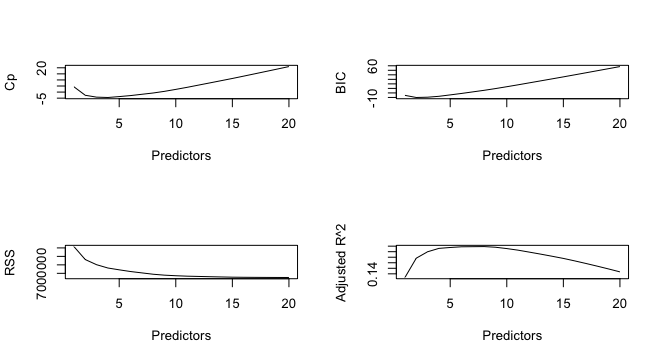 Cp
20
-5
5 10 15 20
Predictors
BIC
60
-10
5 10 15 20
Predictors
RSS
7000000
5 10 15 20
Predictors
Adjusted R^2
0.14
5 10 15 20
Predictors